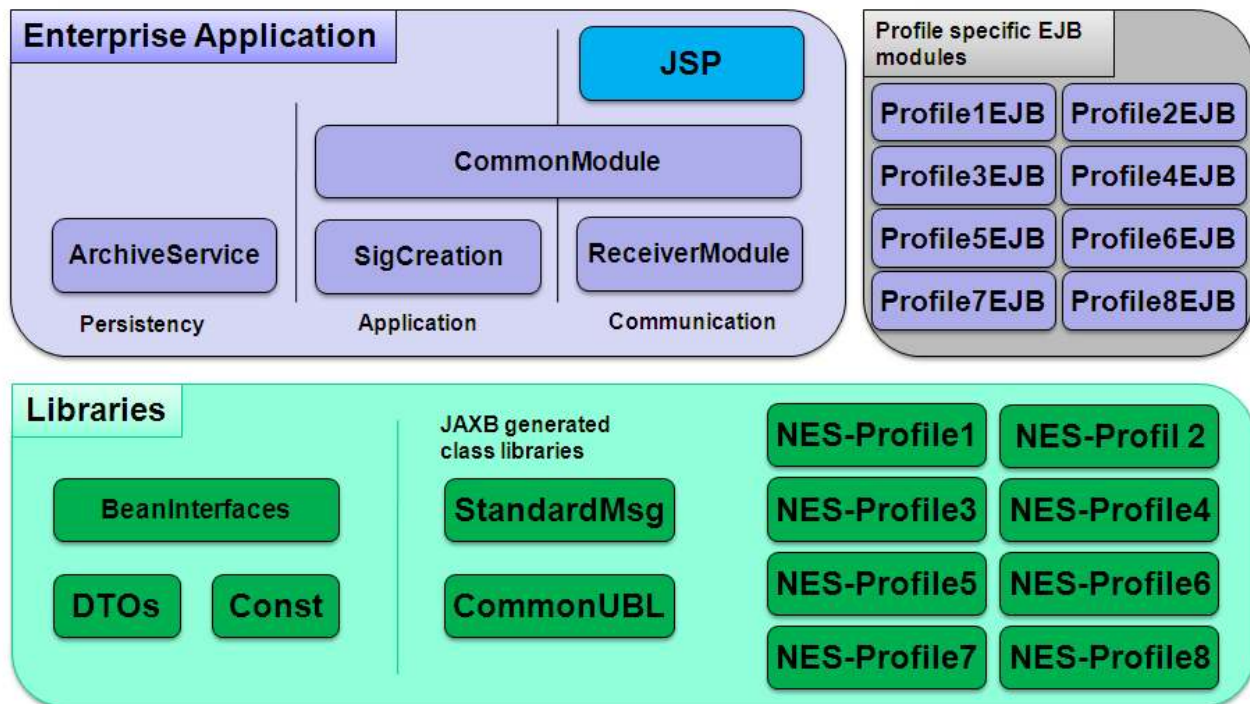 Enterprise Application
JSP
CommonModule
ArchiveService
SigCreation
ReceiverModule
Persistency
Application
Communication
Profile specific EJB
modules
Profile1EJB
Profile2EJB
Profile3EJB
Profile4EJB
Profile5EJB
Profile6EJB
Profile7EJB
Profile8EJB
Libraries
BeanInterfaces
DTOs
Const
JAXB generated
class libraries
StandardMsg
CommonUBL
NES-Profile1
NES-Profil 2
NES-Profile3
NES-Profile4
NES-Profile5
NES-Profile6
NES-Profile7
NES-Profile8